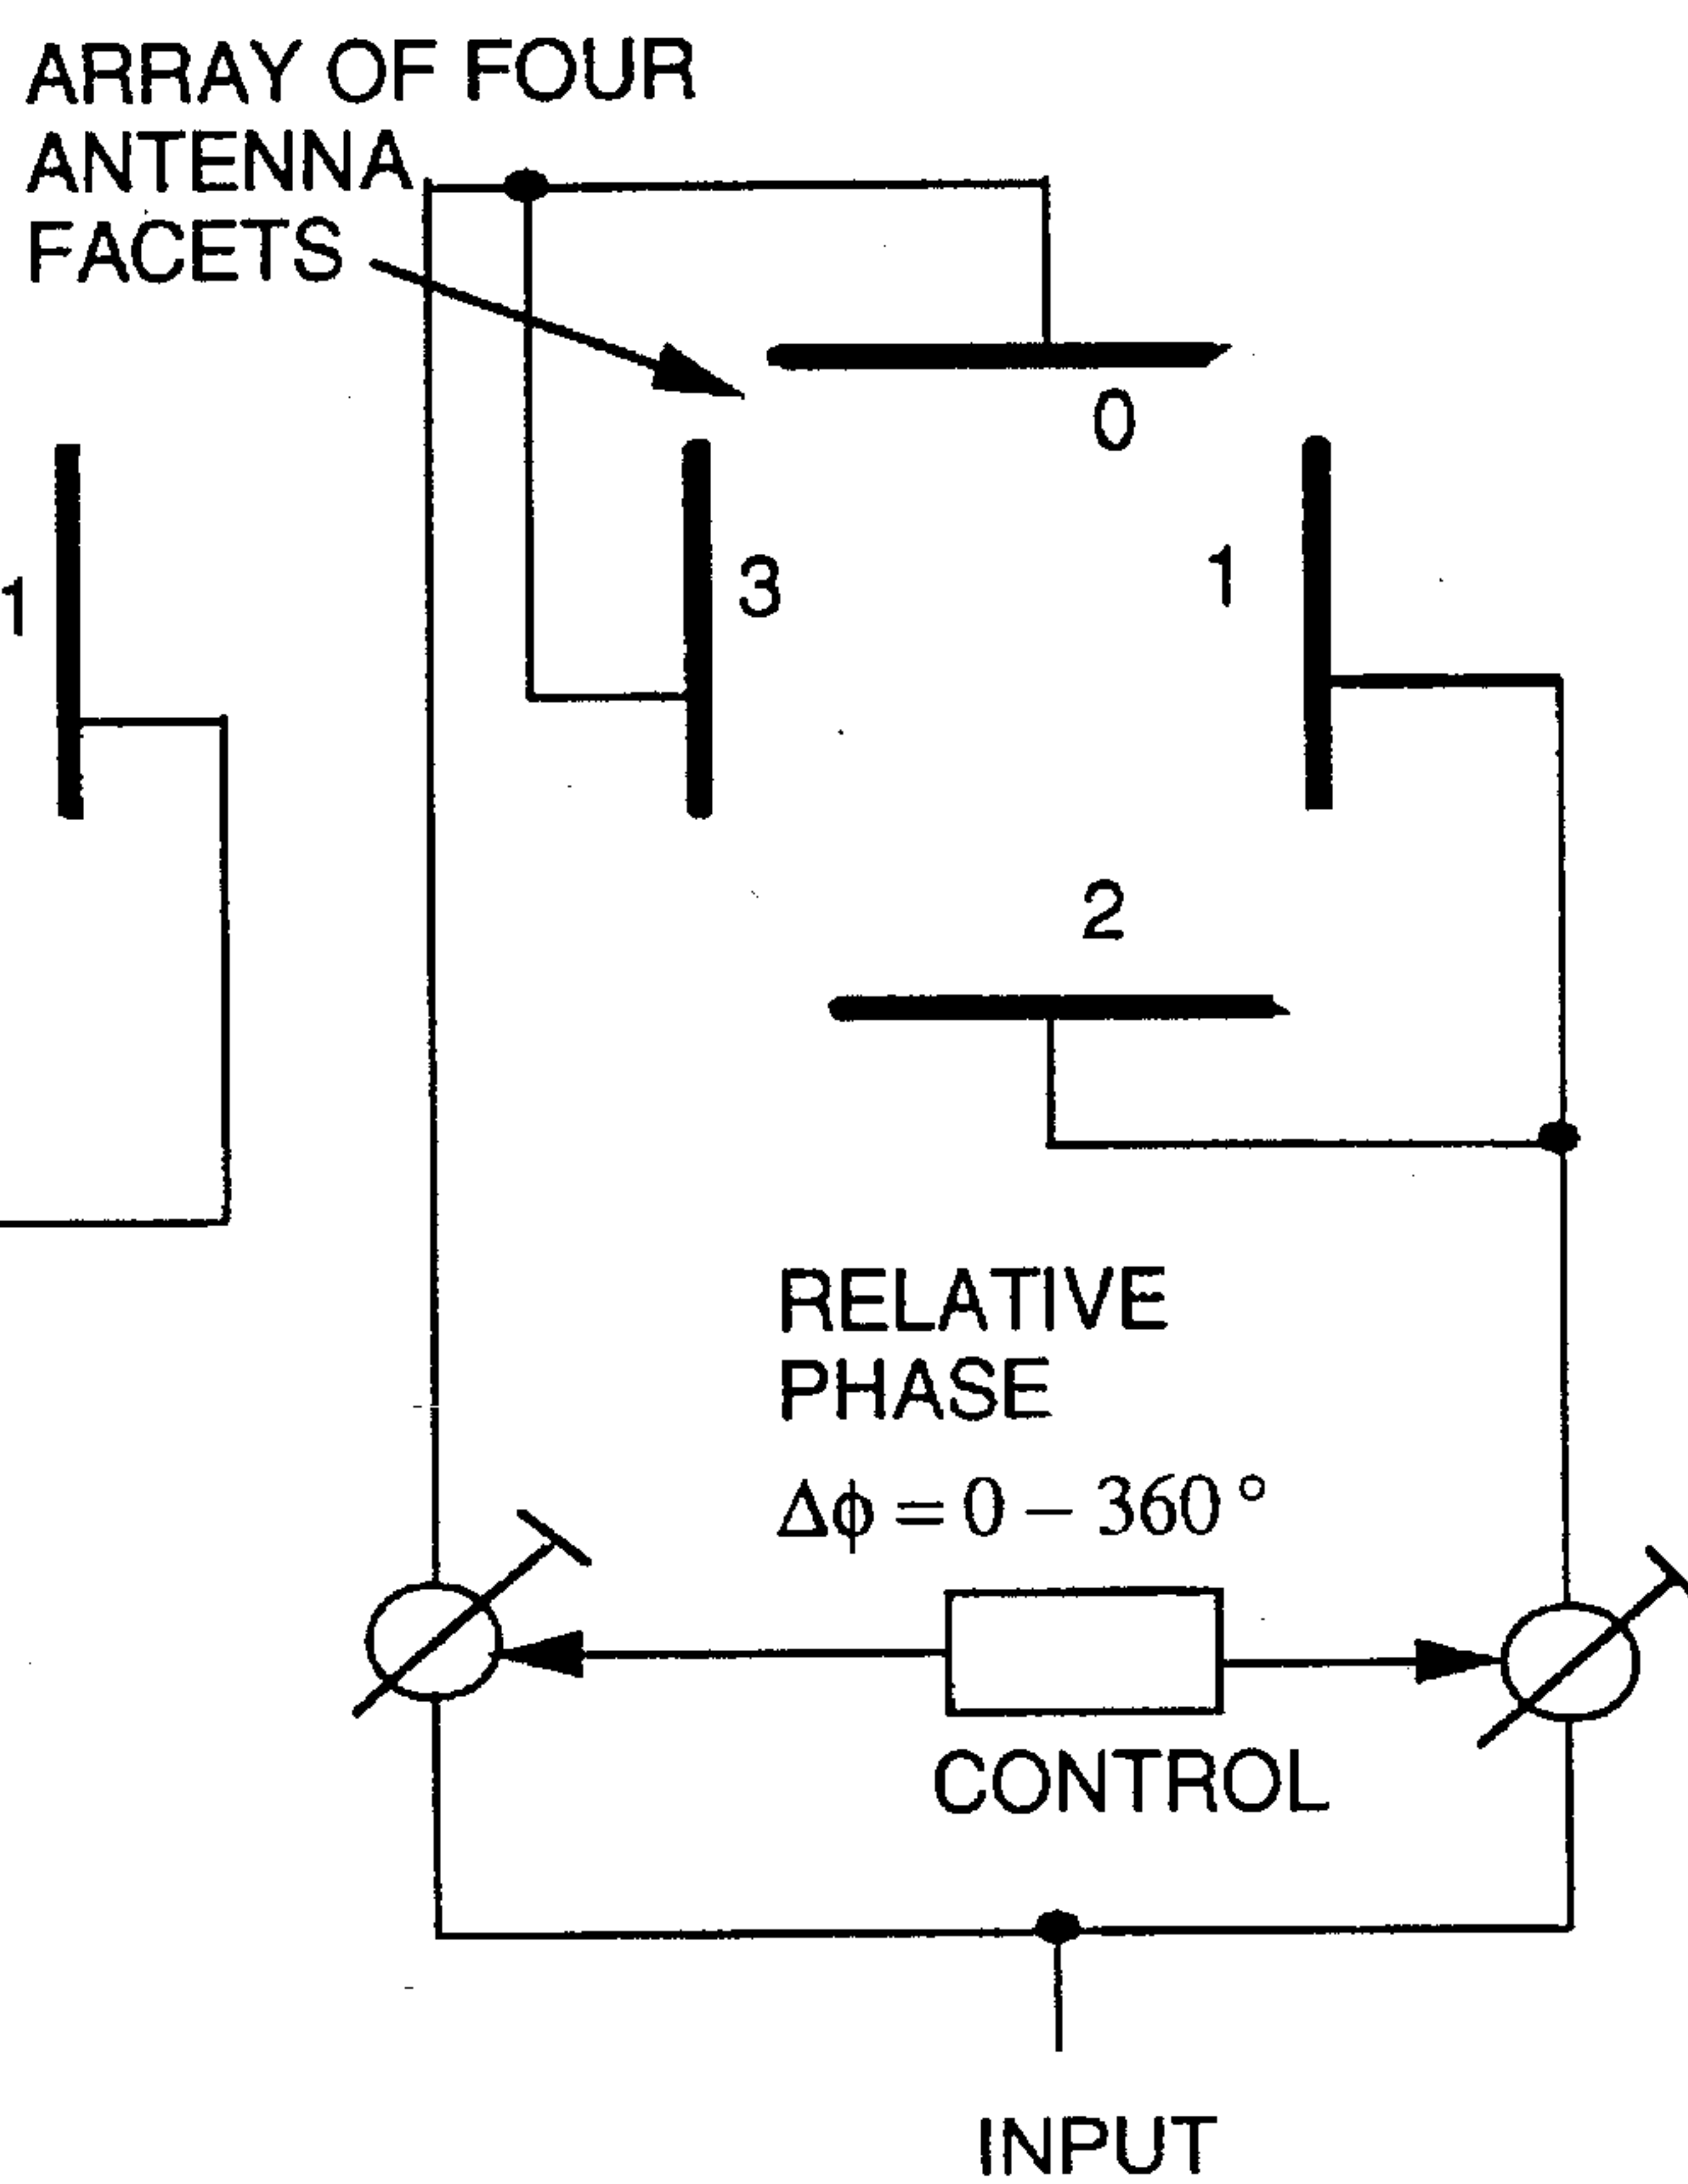 ARRAY OF FOUR
ANTENNA
FACETS
0
1
3
1
2
RELATIVE
PHASE
Δϕ = 0 – 360°
CONTROL
INPUT